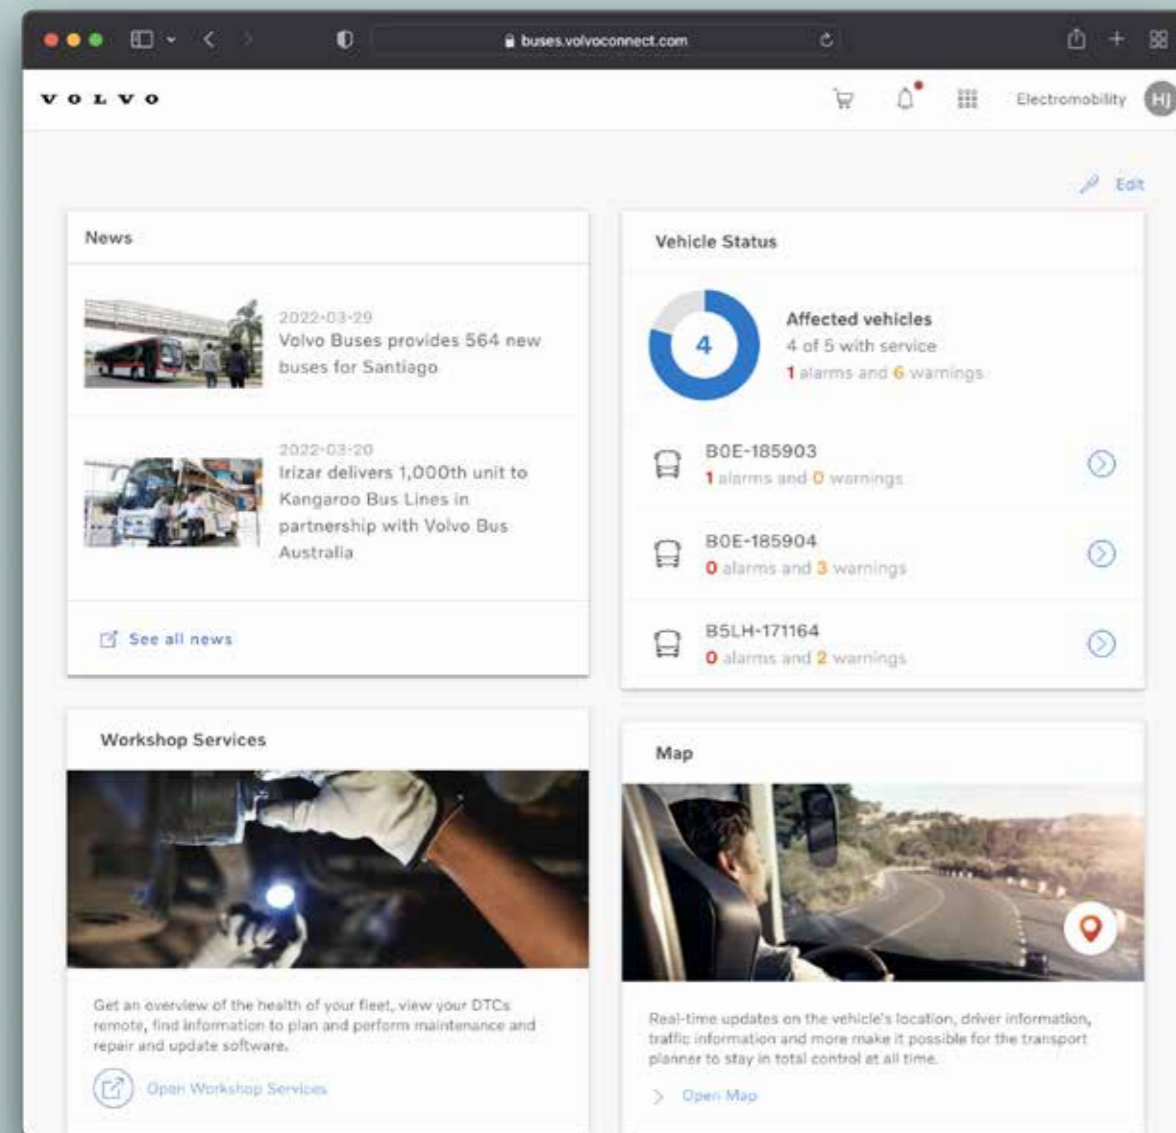 buses.volvoconnect.com
VOLVO
Electromobility
HJ
Edit
News
2022-03-29
Volvo Buses provides 564 new
buses for Santiago
2022-03-20
Irizar delivers 1,000th unit to
Kangaroo Bus Lines in
partnership with Volvo Bus
Australia
See all news
Vehicle Status
4
Affected vehicles
4 of 5 with service
1 alarms and 6 warnings
B0E-185903
1 alarms and 0 warnings
B0E-185904
0 alarms and 3 warnings
B5LH-171164
0 alarms and 2 warnings
Workshop Services
Get an overview of the health of your fleet, view your DTCs
remote, find information to plan and perform maintenance and
repair and update software.
Open Workshop Services
Map
Real-time updates on the vehicle's location, driver information,
traffic information and more make it possible for the transport
planner to stay in total control at all time.
Open Map